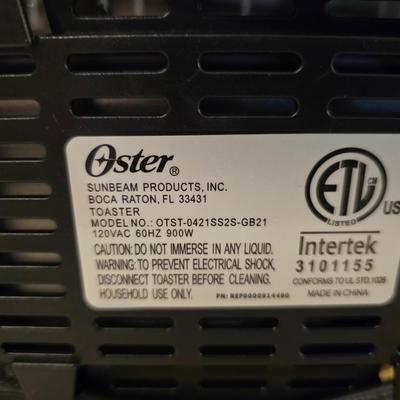 Oster®
SUNBEAM PRODUCTS, INC.
BOCA RATON, FL 33431
TOASTER
MODEL NO.: OTST-0421SS2S-GB21
120VAC 60HZ 900W
CAUTION: DO NOT IMMERSE IN ANY LIQUID.
WARNING: TO PREVENT ELECTRICAL SHOCK,
DISCONNECT TOASTER BEFORE CLEANING.
HOUSEHOLD USE ONLY.
PN: REF0000914400
ETL
LISTED
US
Intertek
3101155
CONFORMS TO UL STD.1026
MADE IN CHINA